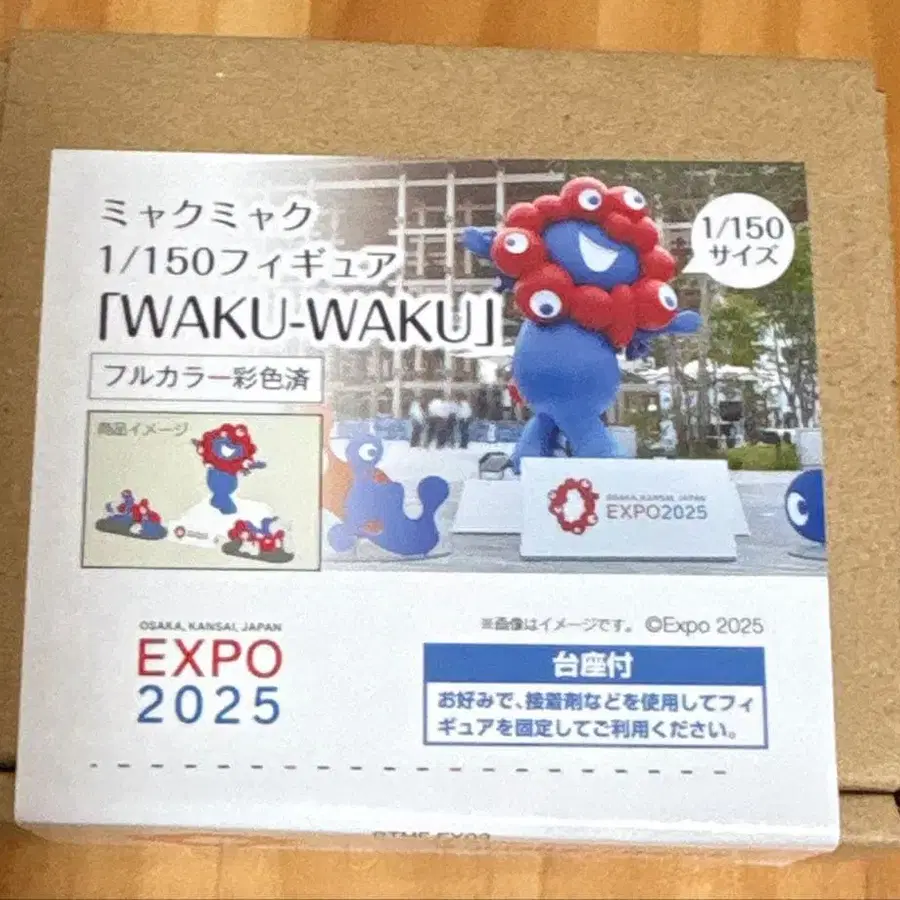 ミャクミャク
1/150フィギュア
「WAKU-WAKU」
フルカラー彩色済
商品イメージ
1/150
サイズ
OSAKA, KANSAI, JAPAN
EXPO2025
OSAKA, KANSAI, JAPAN
EXPO
2025
※画像はイメージです。 ©Expo 2025
台座付
お好みで、接着剤などを使用してフィ
ギュアを固定してご利用ください。